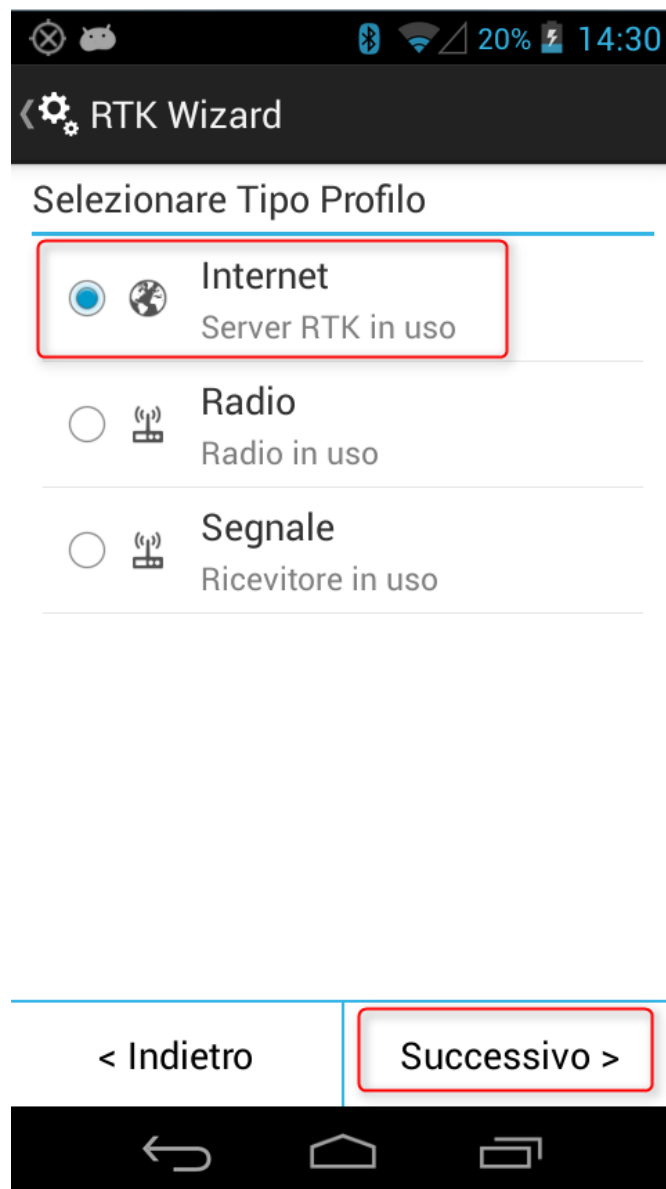 20% 14:30
RTK Wizard
Selezionare Tipo Profilo
Internet
Server RTK in uso
Radio
Radio in uso
Segnale
Ricevitore in uso
< Indietro
Successivo >